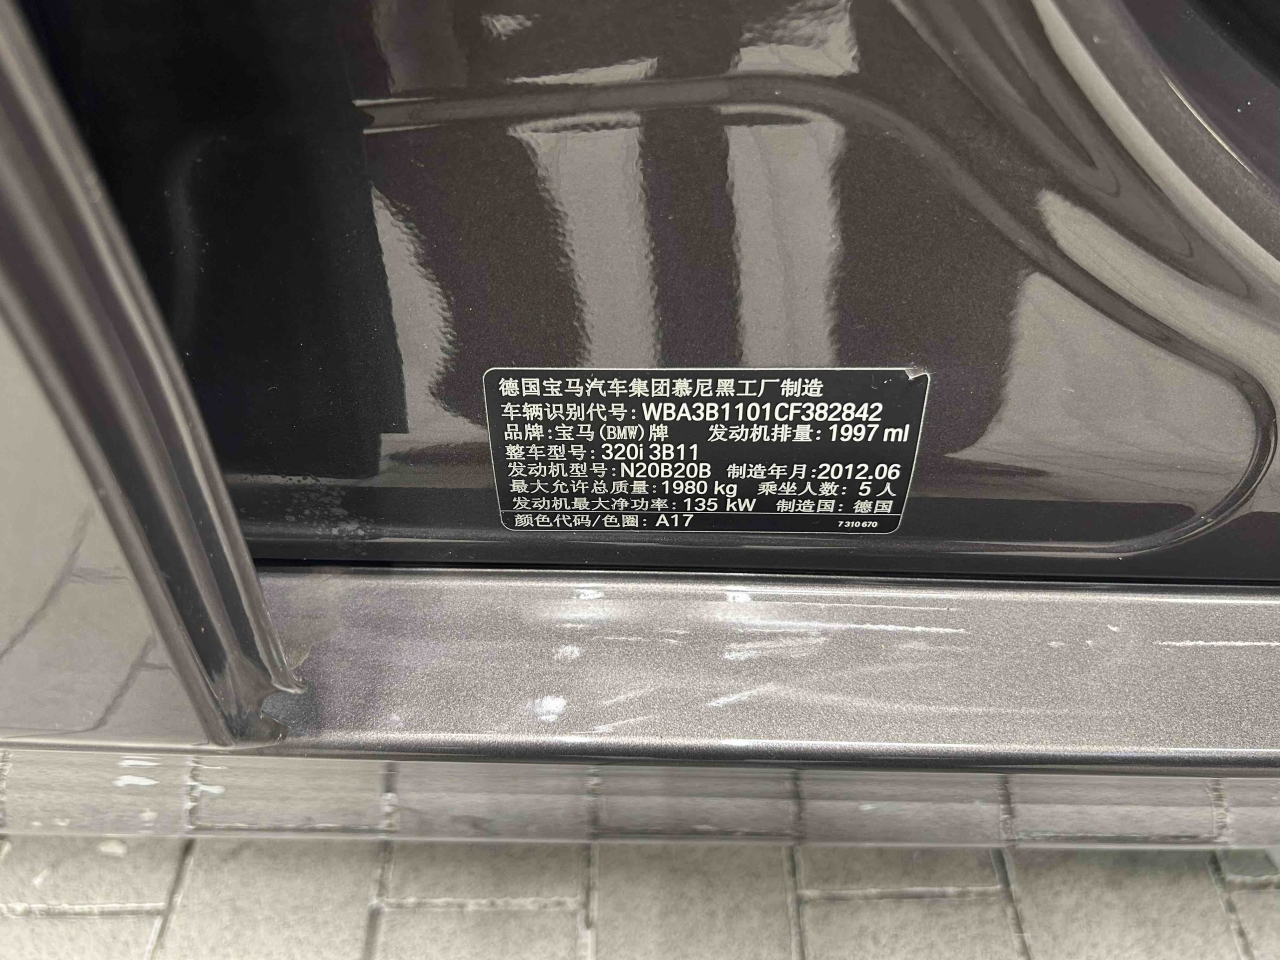 德国宝马汽车集团慕尼黑工厂制造
车辆识别代号: WBA3B1101CF382842
品牌: 宝马(BMW)牌 发动机排量: 1997 ml
整车型号: 320i 3B11
发动机型号: N20B20B 制造年月: 2012.06
最大允许总质量: 1980 kg 乘坐人数: 5 人
发动机最大净功率: 135 kW 制造国: 德国
颜色代码/色圈: A17 7 310 670